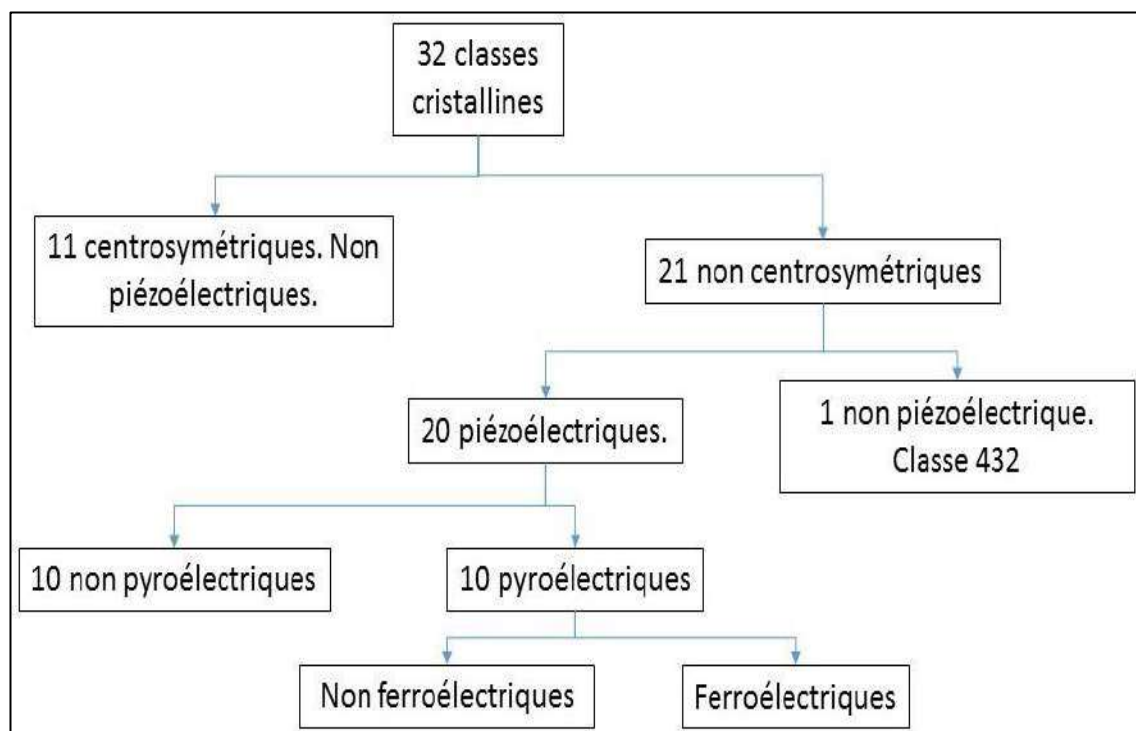 32 classes
cristallines
11 centrosymétriques. Non
piézoélectriques.
21 non centrosymétriques
20 piézoélectriques.
1 non piézoélectrique.
Classe 432
10 non pyroélectriques
10 pyroélectriques
Non ferroélectriques
Ferroélectriques